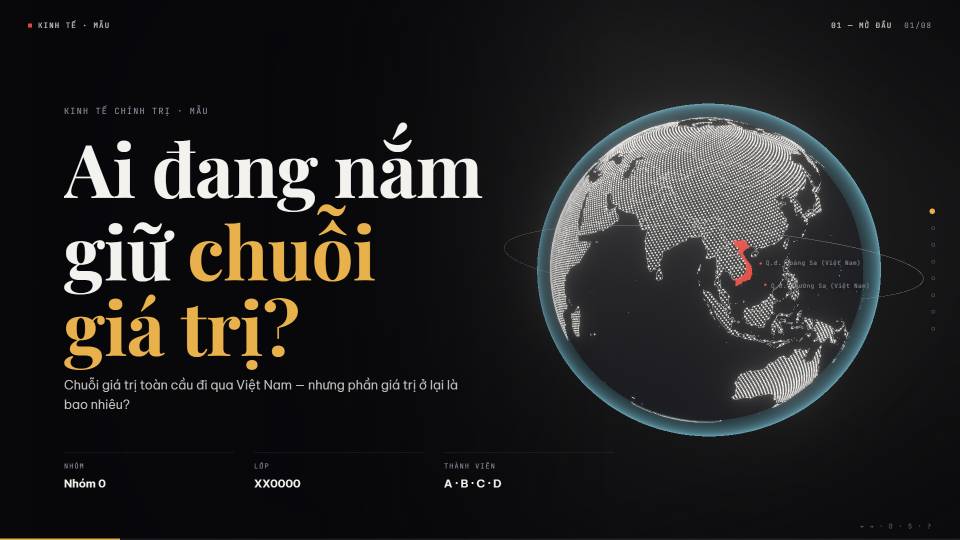 KINH TẾ · MẪU
01 — MỞ ĐẦU 01/08
KINH TẾ CHÍNH TRỊ · MẪU
Ai đang nắm
giữ chuỗi
giá trị?
Chuỗi giá trị toàn cầu đi qua Việt Nam — nhưng phần giá trị ở lại là
bao nhiêu?
Q.đ. Hoàng Sa (Việt Nam)
Q.đ. Trường Sa (Việt Nam)
NHÓM
Nhóm 0
LỚP
XX0000
THÀNH VIÊN
A · B · C · D